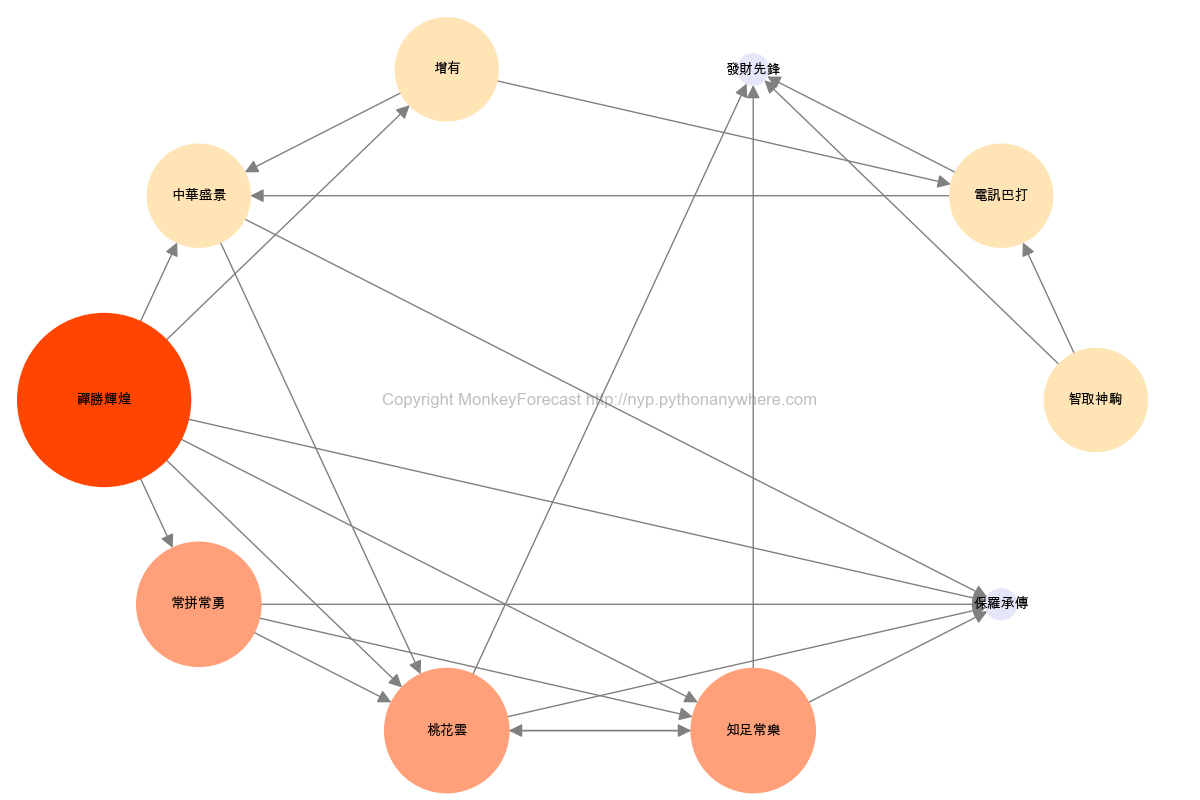 增有
發財先鋒
中華盛景
電訊巴打
禪勝輝煌
Copyright MonkeyForecast http://nyp.pythonanywhere.com
智取神駒
常拼常勇
保羅承傳
桃花雲
知足常樂